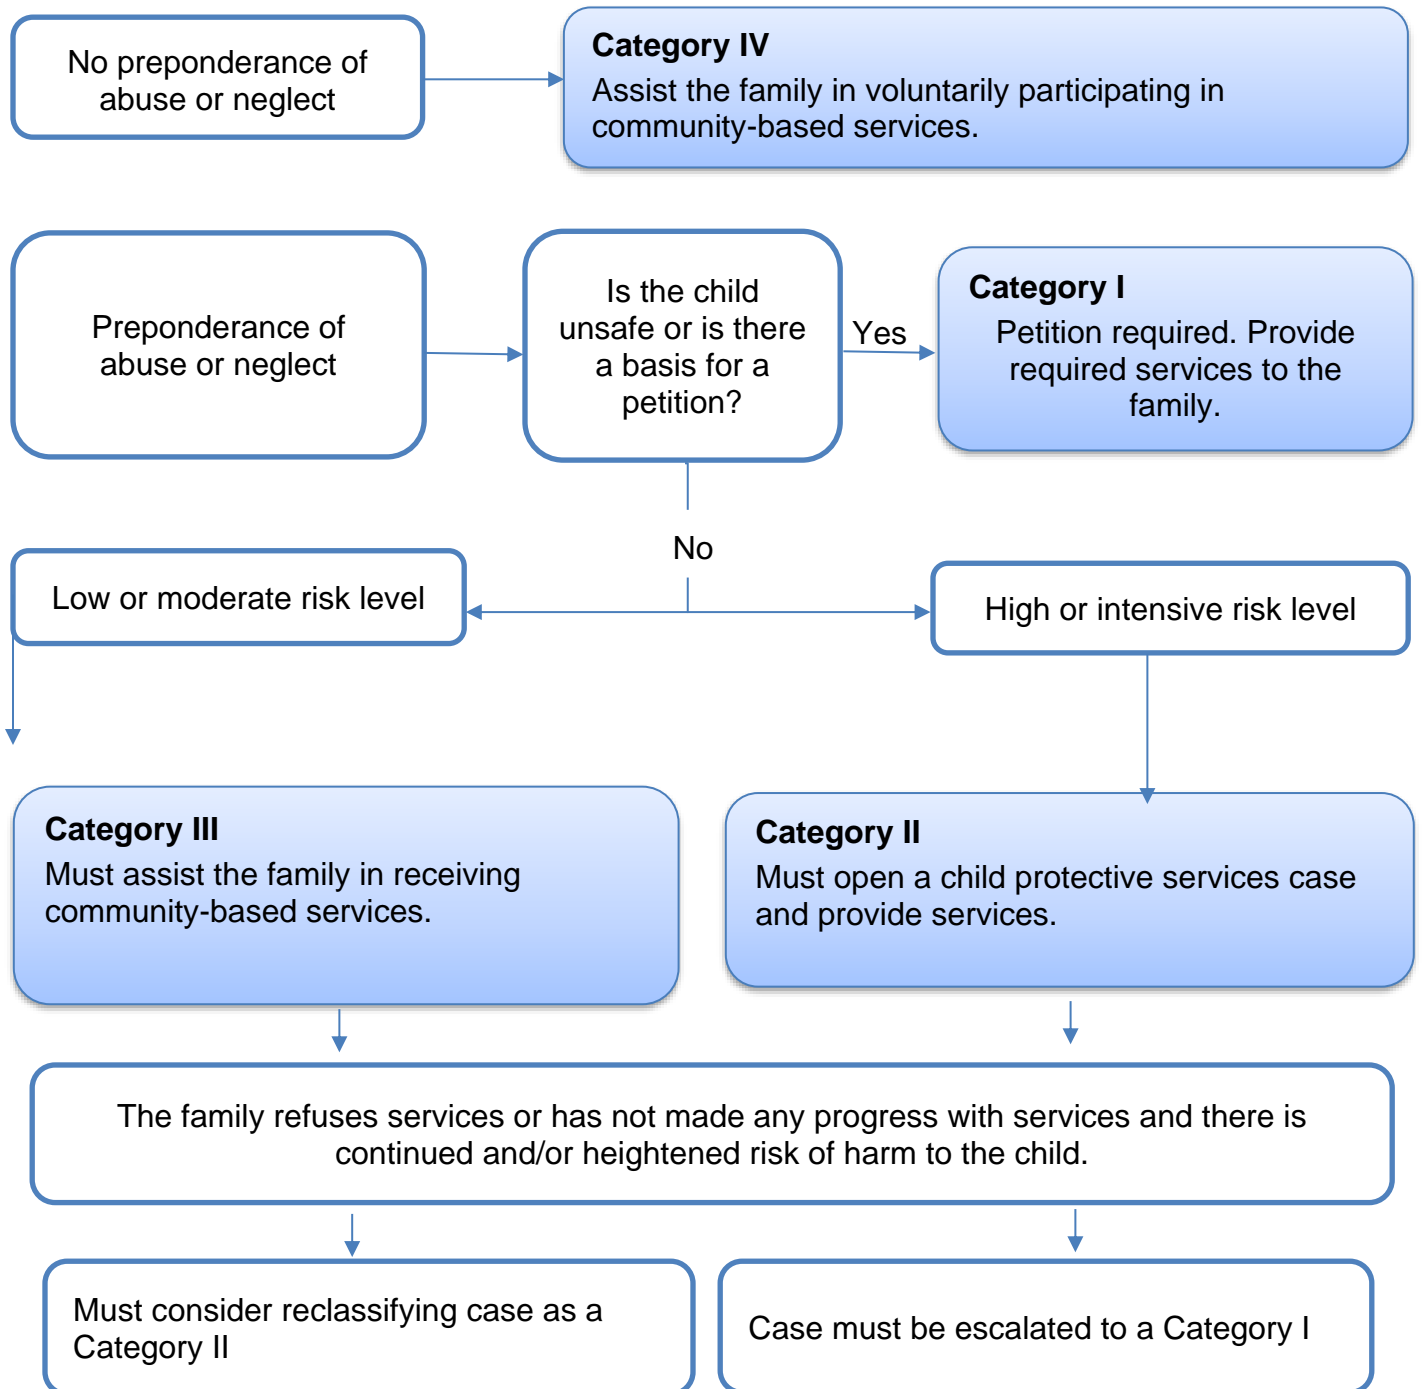 No preponderance of
abuse or neglect
Category IV
Assist the family in voluntarily participating in
community-based services.
Preponderance of
abuse or neglect
Is the child
unsafe or is there
a basis for a
petition?
Yes
Category I
Petition required. Provide
required services to the
family.
No
Low or moderate risk level
High or intensive risk level
Category III
Must assist the family in receiving
community-based services.
Category II
Must open a child protective services case
and provide services.
The family refuses services or has not made any progress with services and there is
continued and/or heightened risk of harm to the child.
Must consider reclassifying case as a
Category II
Case must be escalated to a Category I